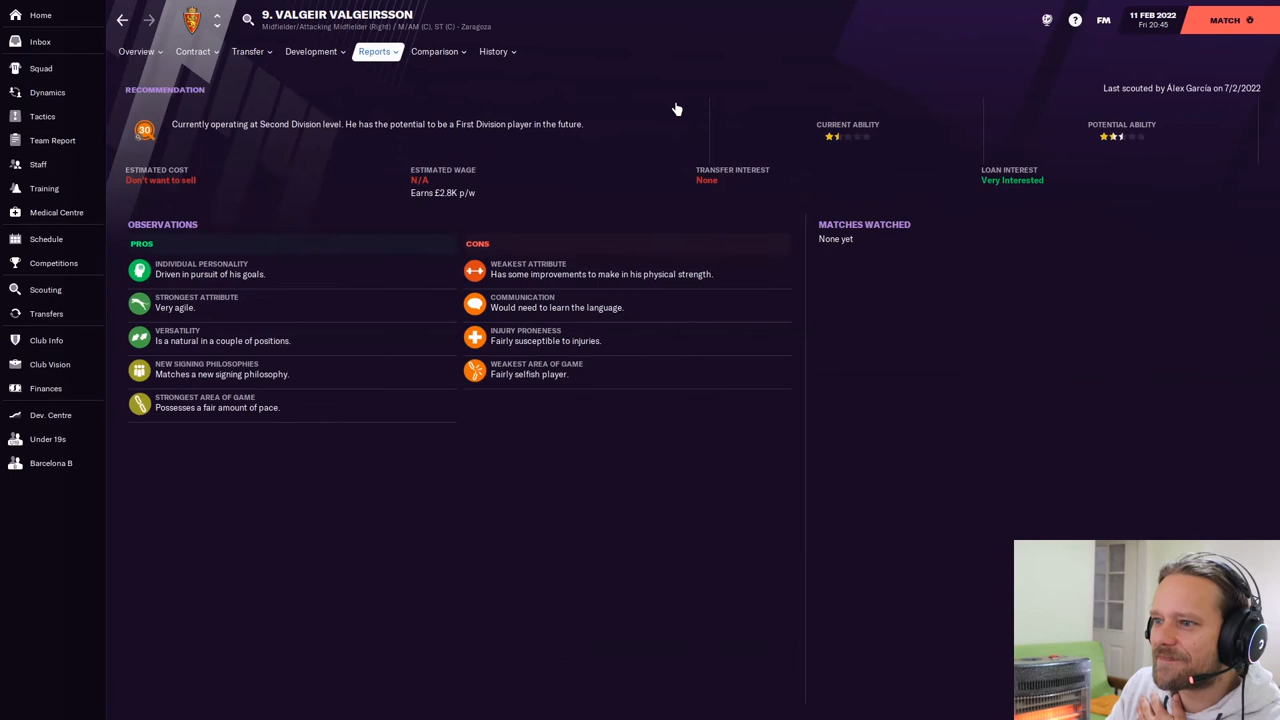 Home
Inbox
Squad
Dynamics
Tactics
Team Report
Staff
Training
Medical Centre
Schedule
Competitions
Scouting
Transfers
Club Info
Club Vision
Finances
Dev. Centre
Under 19s
Barcelona B
9. VALGEIR VALGEIRSSON
Midfielder/Attacking Midfielder (Right) / M/AM (C), ST (C) - Zaragoza
FM
11 FEB 2022
Fri 20:45
MATCH
Overview
Contract
Transfer
Development
Reports
Comparison
History
RECOMMENDATION
Last scouted by Álex García on 7/2/2022
30
Currently operating at Second Division level. He has the potential to be a First Division player in the future.
CURRENT ABILITY
POTENTIAL ABILITY
ESTIMATED COST
Don't want to sell
ESTIMATED WAGE
N/A
Earns £2.8K p/w
TRANSFER INTEREST
None
LOAN INTEREST
Very Interested
OBSERVATIONS
PROS
INDIVIDUAL PERSONALITY
Driven in pursuit of his goals.
STRONGEST ATTRIBUTE
Very agile.
VERSATILITY
Is a natural in a couple of positions.
NEW SIGNING PHILOSOPHIES
Matches a new signing philosophy.
STRONGEST AREA OF GAME
Possesses a fair amount of pace.
CONS
WEAKEST ATTRIBUTE
Has some improvements to make in his physical strength.
COMMUNICATION
Would need to learn the language.
INJURY PRONENESS
Fairly susceptible to injuries.
WEAKEST AREA OF GAME
Fairly selfish player.
MATCHES WATCHED
None yet